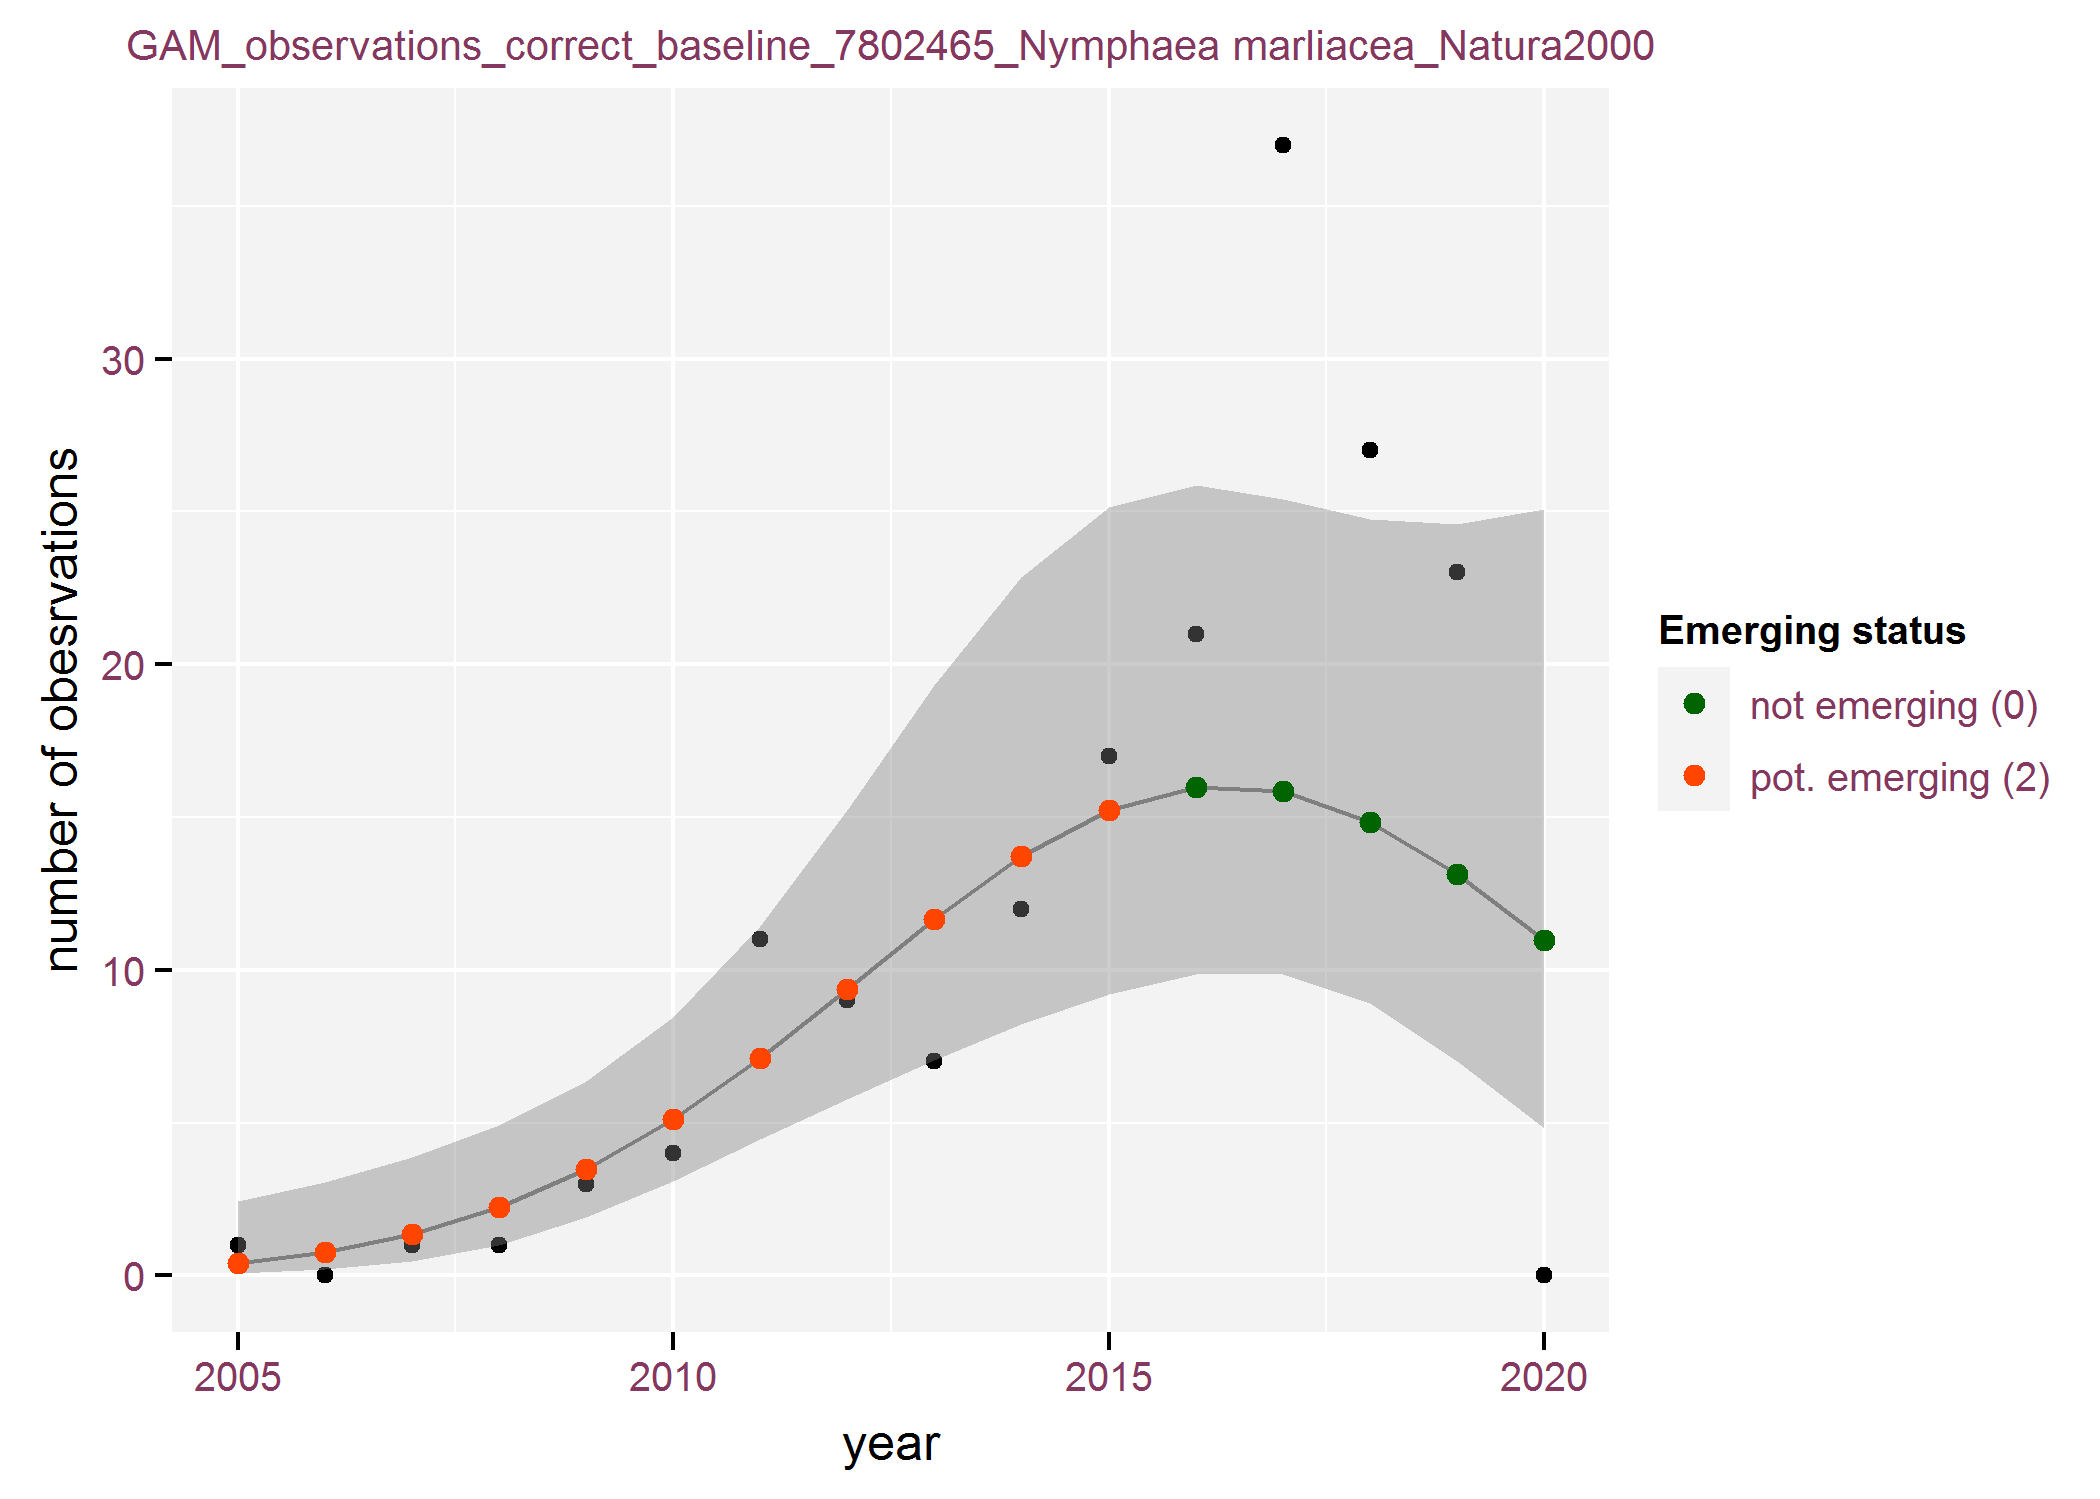 GAM_observations_correct_baseline_7802465_Nymphaea marliacea_Natura2000
number of obesrvations
30
20
10
0
2005 2010 2015 2020
year
Emerging status
not emerging (0)
pot. emerging (2)